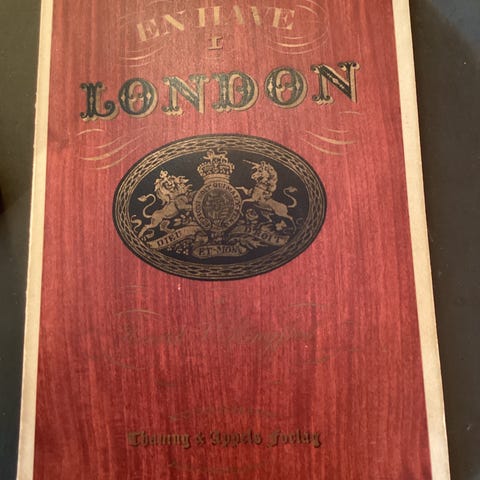 EN HAVE
I
LONDON
DIEU ET MON DROIT
Thaning & Appels Forlag